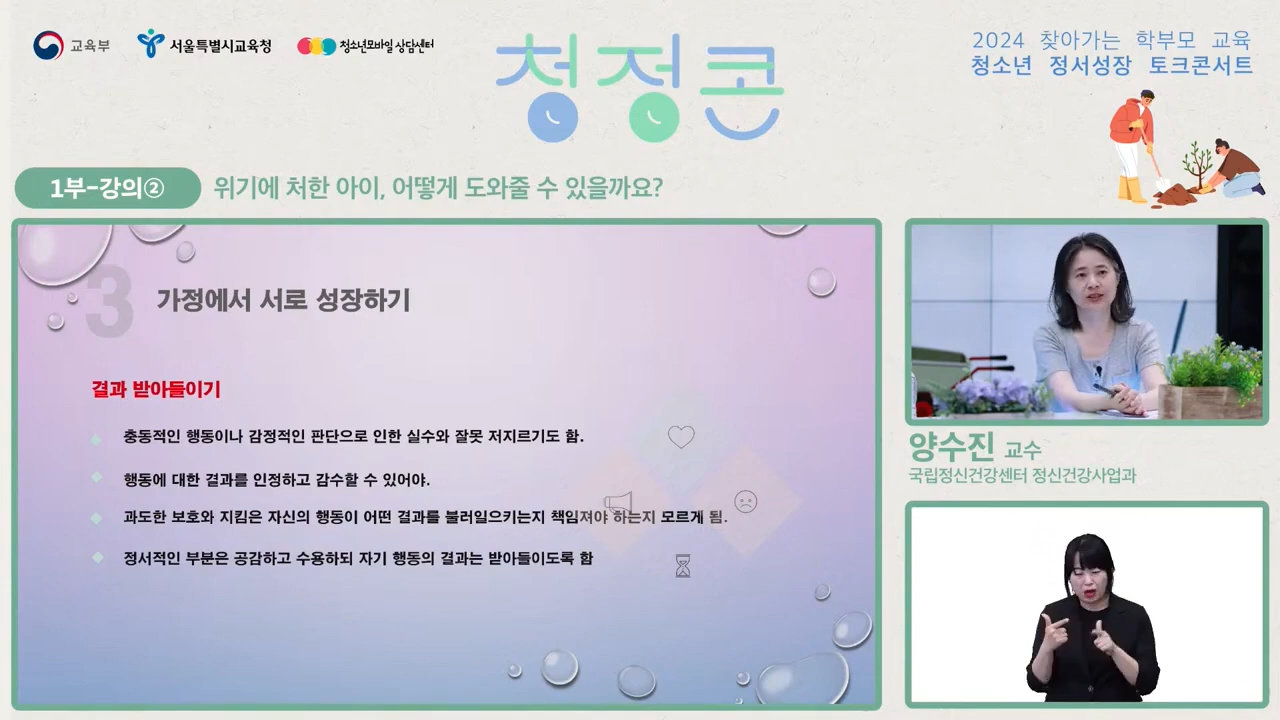 교육부
서울특별시교육청
청소년모바일 상담센터
청정콘
2024 찾아가는 학부모 교육
청소년 정서성장 토크콘서트
1부-강의②
위기에 처한 아이, 어떻게 도와줄 수 있을까요?
3
가정에서 서로 성장하기
결과 받아들이기
충동적인 행동이나 감정적인 판단으로 인한 실수와 잘못 저지르기도 함.
행동에 대한 결과를 인정하고 감수할 수 있어야.
과도한 보호와 지킴은 자신의 행동이 어떤 결과를 불러일으키는지 책임져야 하는지 모르게 됨.
정서적인 부분은 공감하고 수용하되 자기 행동의 결과는 받아들이도록 함
양수진 교수
국립정신건강센터 정신건강사업과